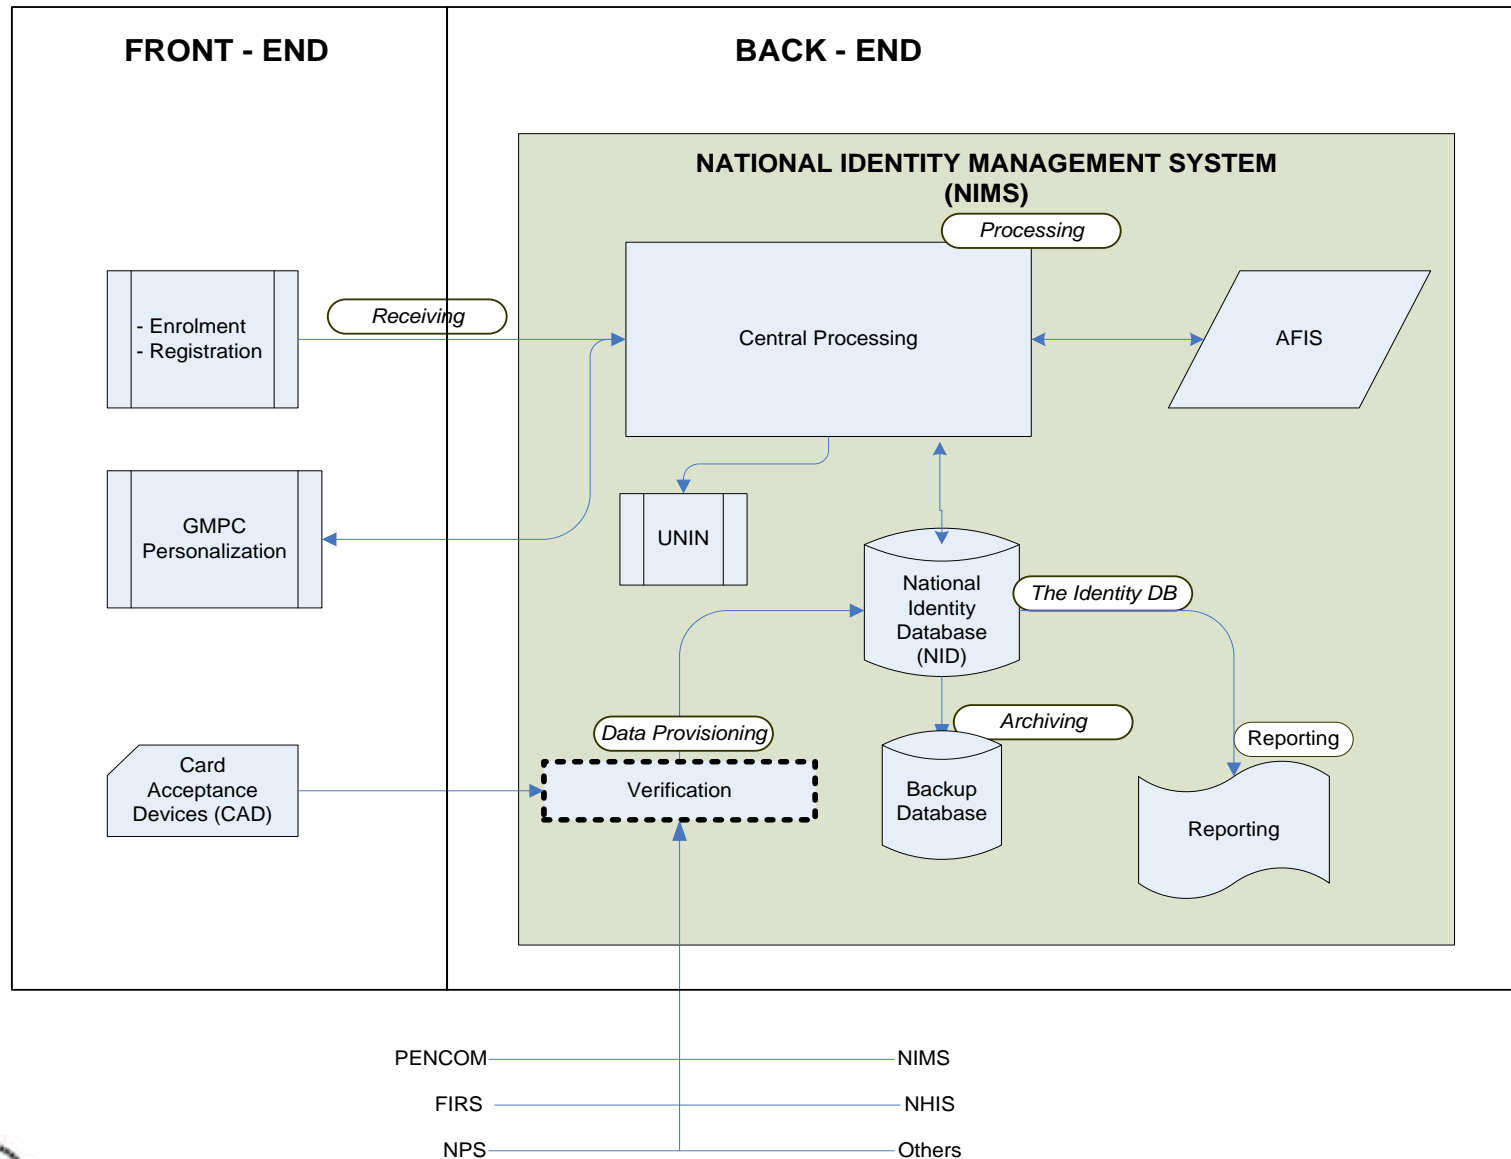 FRONT - END
BACK - END
NATIONAL IDENTITY MANAGEMENT SYSTEM
(NIMS)
Processing
- Enrolment
- Registration
Receiving
Central Processing
AFIS
GMPC
Personalization
UNIN
National
Identity
Database
(NID)
The Identity DB
Data Provisioning
Archiving
Reporting
Card
Acceptance
Devices (CAD)
Verification
Backup
Database
Reporting
PENCOM
NIMS
FIRS
NHIS
NPS
Others